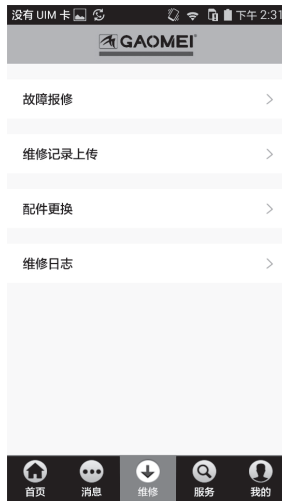 没有 UIM 卡 下午 2:31
GAOMEI
故障报修
维修记录上传
配件更换
维修日志
首页 消息 维修 服务 我的